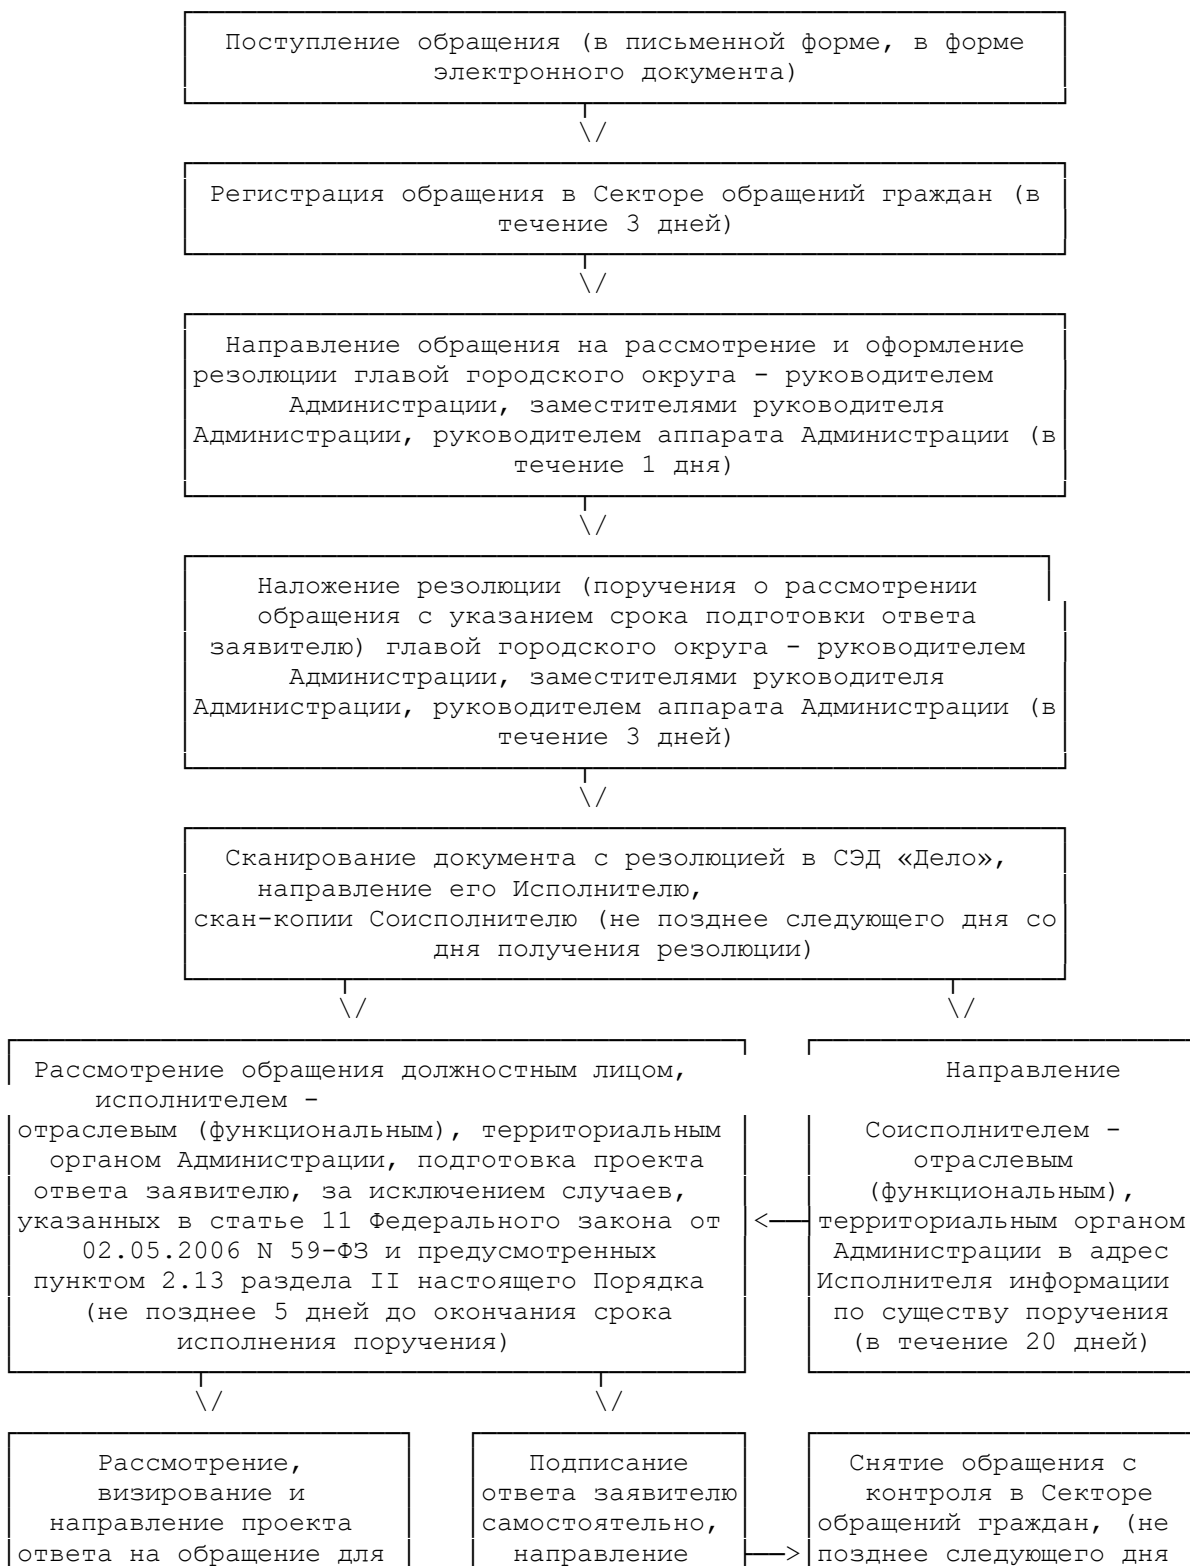 Поступление обращения (в письменной форме, в форме
электронного документа)
Регистрация обращения в Секторе обращений граждан (в
течение 3 дней)
Направление обращения на рассмотрение и оформление
резолюции главой городского округа - руководителем
Администрации, заместителями руководителя
Администрации, руководителем аппарата Администрации (в
течение 1 дня)
Наложение резолюции (поручения о рассмотрении
обращения с указанием срока подготовки ответа
заявителю) главой городского округа - руководителем
Администрации, заместителями руководителя
Администрации, руководителем аппарата Администрации (в
течение 3 дней)
Сканирование документа с резолюцией в СЭД «Дело»,
направление его Исполнителю,
скан-копии Соисполнителю (не позднее следующего дня со
дня получения резолюции)
Рассмотрение обращения должностным лицом,
исполнителем -
отраслевым (функциональным), территориальным
органом Администрации, подготовка проекта
ответа заявителю, за исключением случаев,
указанных в статье 11 Федерального закона от
02.05.2006 N 59-ФЗ и предусмотренных
пунктом 2.13 раздела II настоящего Порядка
(не позднее 5 дней до окончания срока
исполнения поручения)
Направление
Соисполнителем -
отраслевым
(функциональным),
территориальным органом
Администрации в адрес
Исполнителя информации
по существу поручения
(в течение 20 дней)
Рассмотрение,
визирование и
направление проекта
ответа на обращение для
Подписание
ответа заявителю
самостоятельно,
направление
Снятие обращения с
контроля в Секторе
обращений граждан, (не
позднее следующего дня